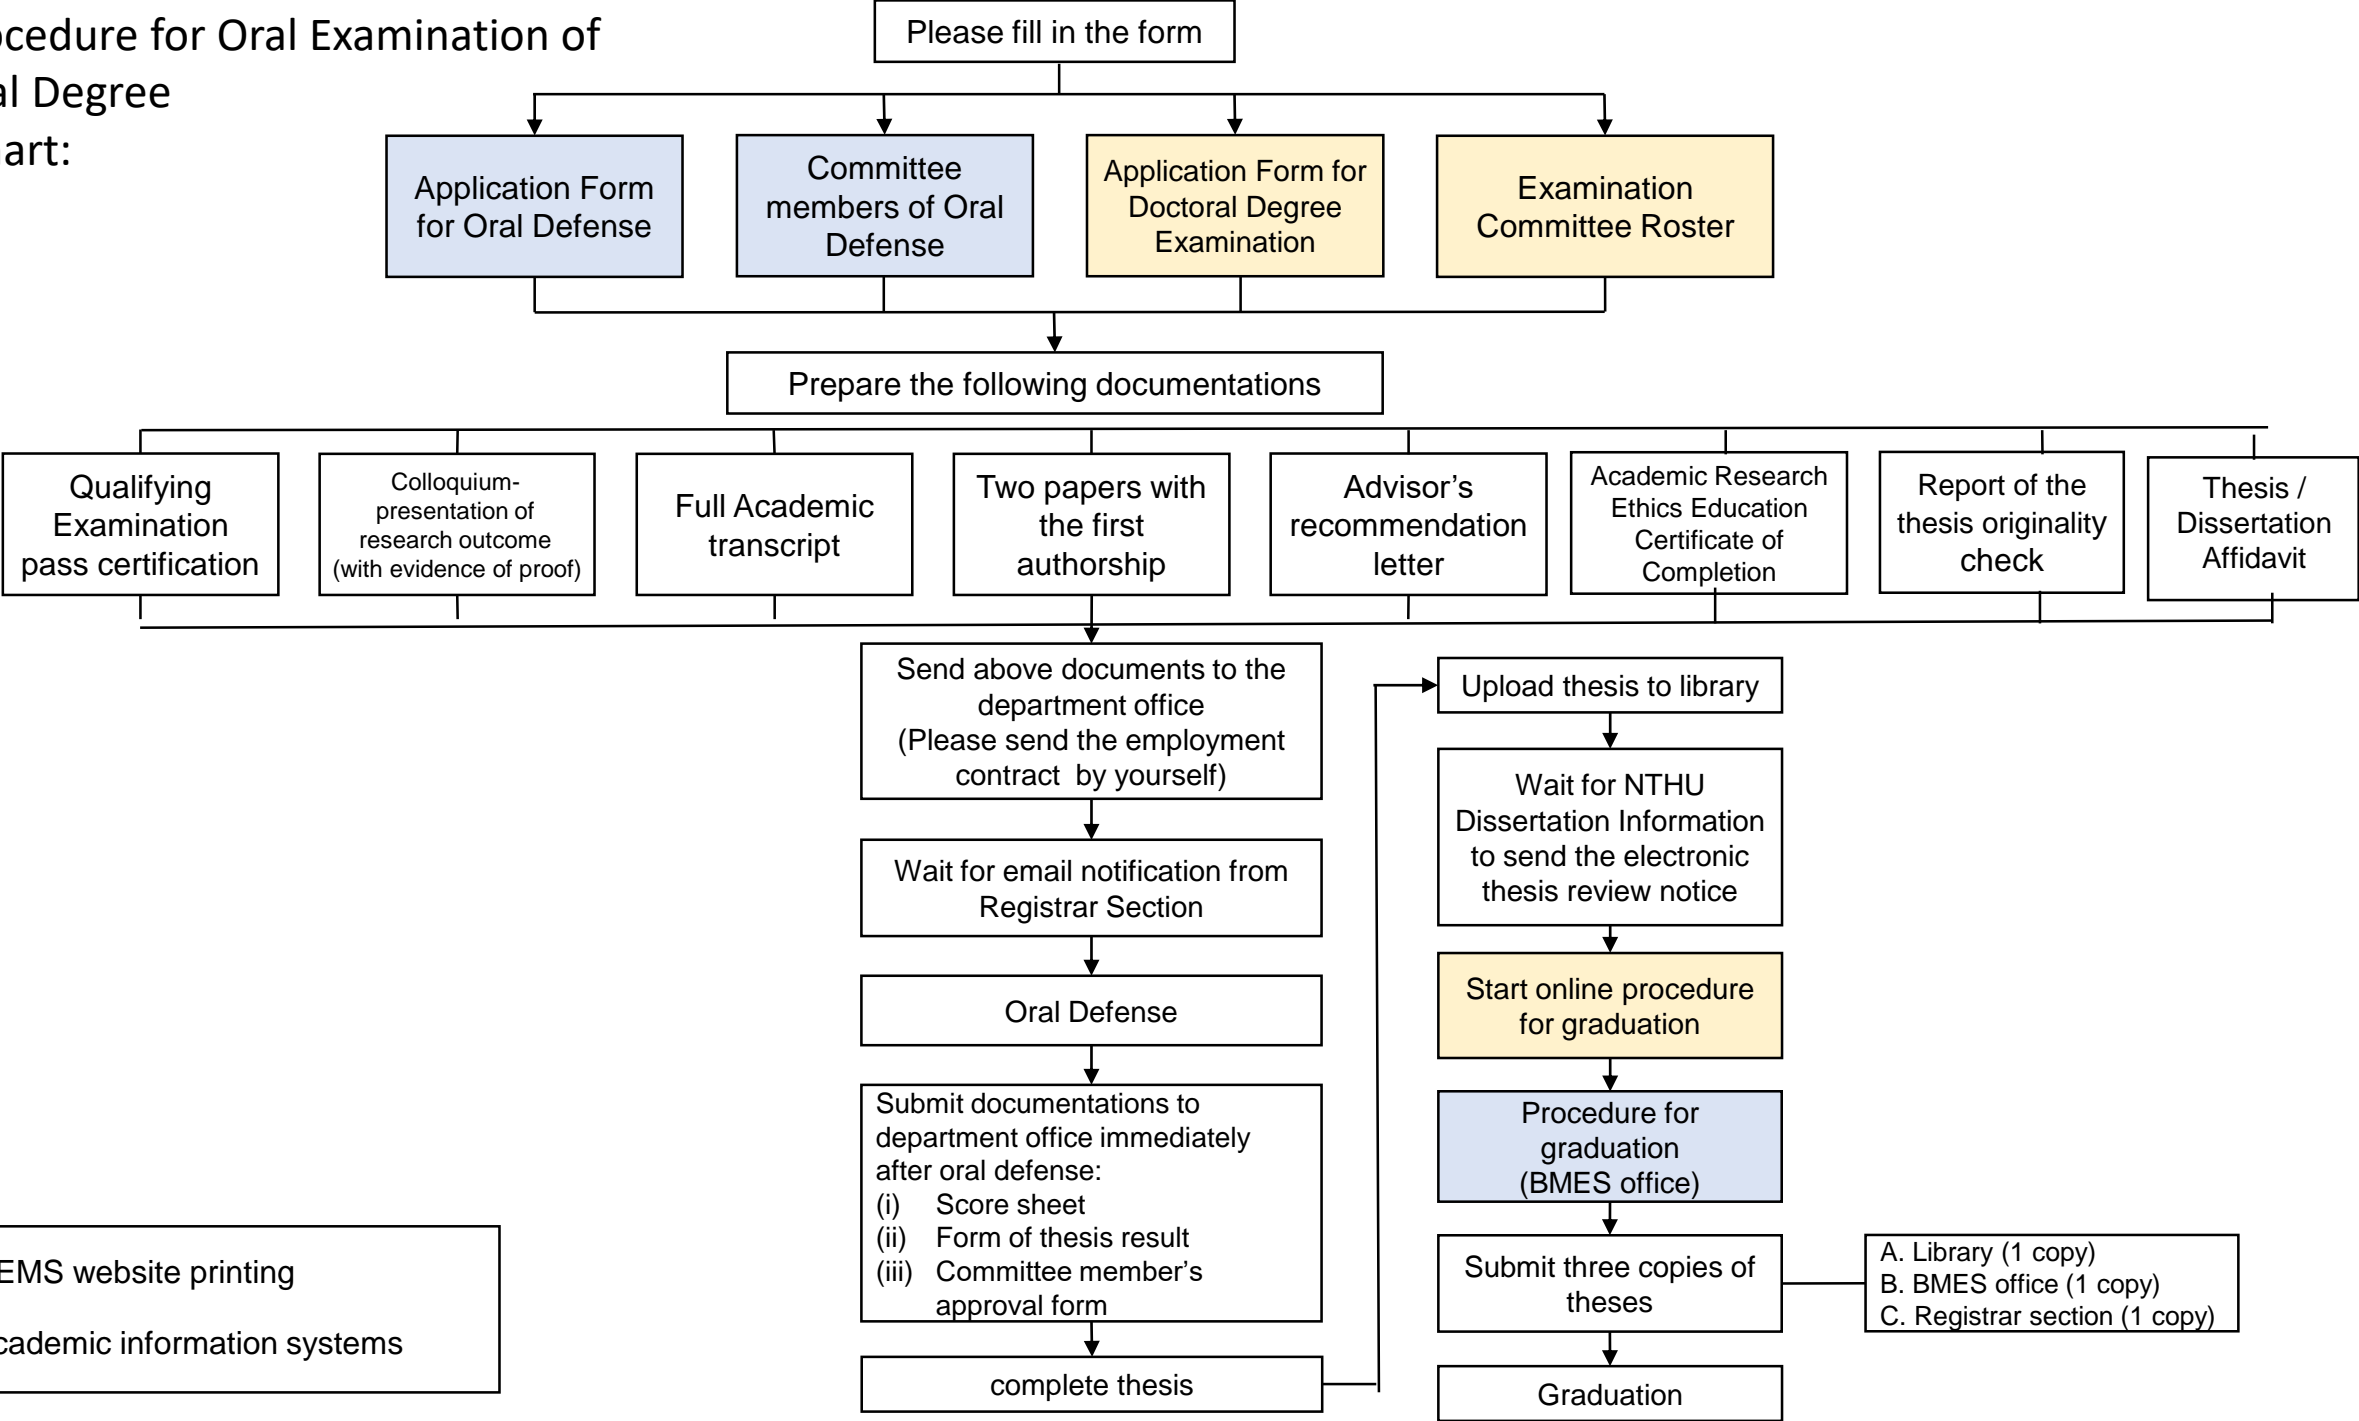 ocedure for Oral Examination of
al Degree
art:
Please fill in the form
Application Form
for Oral Defense
Committee
members of Oral
Defense
Application Form for
Doctoral Degree
Examination
Examination
Committee Roster
Prepare the following documentations
Qualifying
Examination
pass certification
Colloquium-
presentation of
research outcome
(with evidence of proof)
Full Academic
transcript
Two papers with
the first
authorship
Advisor’s
recommendation
letter
Academic Research
Ethics Education
Certificate of
Completion
Report of the
thesis originality
check
Thesis /
Dissertation
Affidavit
Send above documents to the
department office
(Please send the employment
contract by yourself)
Wait for email notification from
Registrar Section
Oral Defense
Submit documentations to
department office immediately
after oral defense:
(i) Score sheet
(ii) Form of thesis result
(iii) Committee member’s
approval form
complete thesis
Upload thesis to library
Wait for NTHU
Dissertation Information
to send the electronic
thesis review notice
Start online procedure
for graduation
Procedure for
graduation
(BMES office)
Submit three copies of
theses
A. Library (1 copy)
B. BMES office (1 copy)
C. Registrar section (1 copy)
Graduation
EMS website printing
cademic information systems